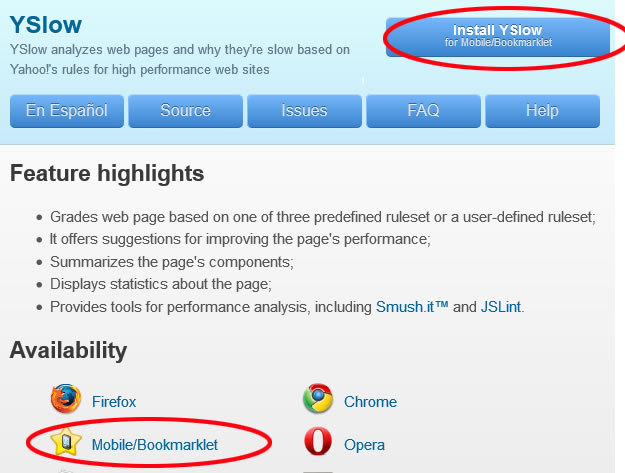 YSlow
YSlow analyzes web pages and why they're slow based on
Yahoo!'s rules for high performance web sites
Install YSlow
for Mobile/Bookmarklet
En Español
Source
Issues
FAQ
Help
Feature highlights
• Grades web page based on one of three predefined ruleset or a user-defined ruleset;
• It offers suggestions for improving the page's performance;
• Summarizes the page's components;
• Displays statistics about the page;
• Provides tools for performance analysis, including Smush.it™ and JSLint.
Availability
Firefox
Chrome
Mobile/Bookmarklet
Opera